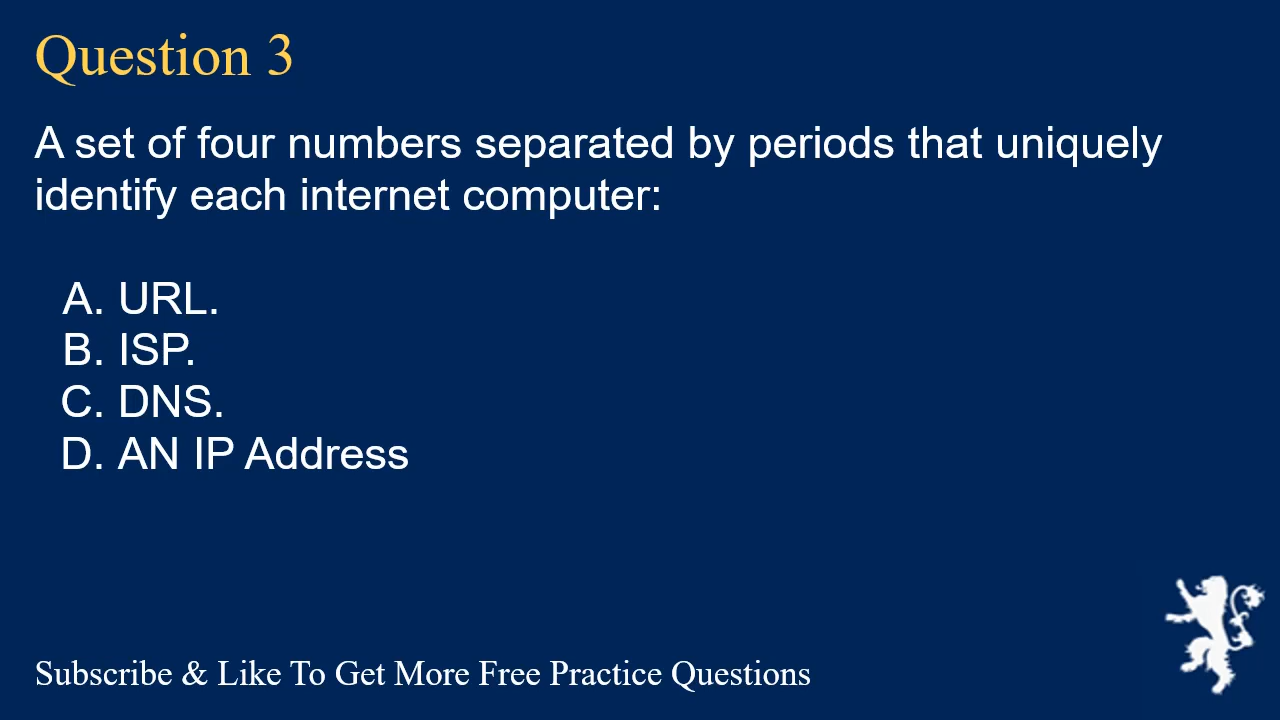 Question 3
A set of four numbers separated by periods that uniquely
identify each internet computer:
A. URL.
B. ISP.
C. DNS.
D. AN IP Address
Subscribe & Like To Get More Free Practice Questions